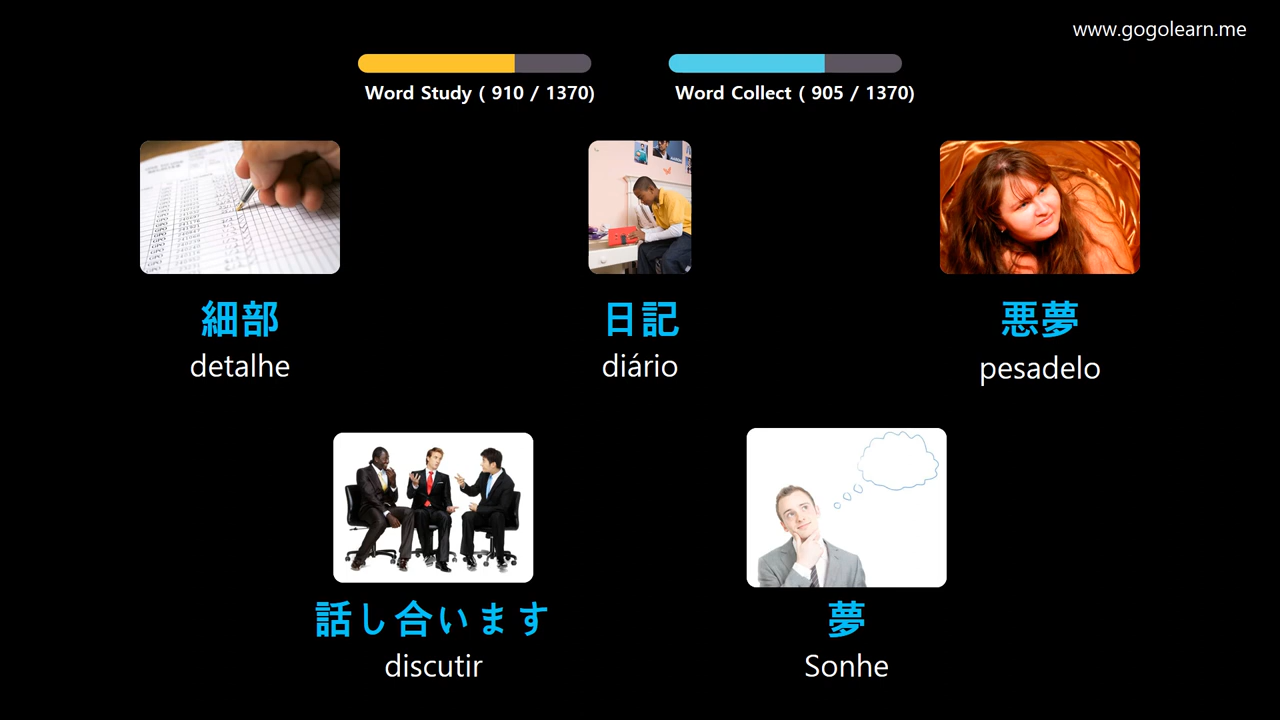 www.gogolearn.me
Word Study ( 910 / 1370)
Word Collect ( 905 / 1370)
細部
detalhe
日記
diário
悪夢
pesadelo
話し合います
discutir
夢
Sonhe